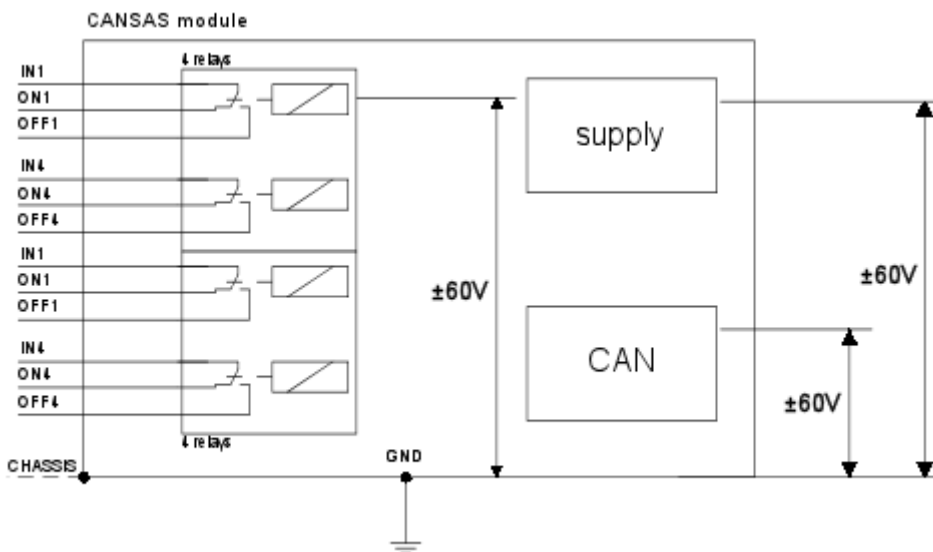 CANSAS module
4 relays
IN1
ON1
OFF1
IN4
ON4
OFF4
IN1
ON1
OFF1
IN4
ON4
OFF4
4 relays
CHASSIS
GND
supply
±60V
±60V
CAN
±60V